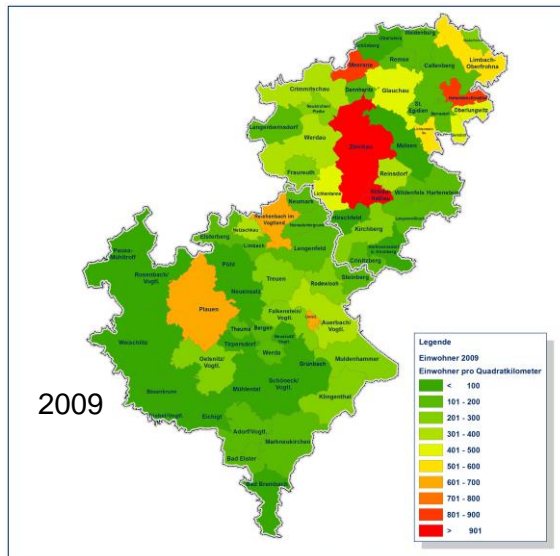 Waldenburg
Remse
Callenberg
Limbach-
Oberfrohna
Meerane
Crimmitschau
Dennheritz
Glauchau
St.
Egidien
Oberlungwitz
Langenbernsdorf
Werdau
Zwickau
Mülsen
Fraureuth
Reinsdorf
Lichtentanne
Wildenfels
Hartenstein
Neumark
Hirschfeld
Kirchberg
Reichenbach im
Vogtland
Crinitzberg
Elsterberg
Netzschkau
Limbach
Lengenfeld
Pausa-
Mühltroff
Rosenbach/
Vogtl.
Pöhl
Treuen
Rodewisch
Steinberg
Neuensalz
Plauen
Falkenstein/
Vogtl.
Auerbach/
Vogtl.
Theuma
Bergen
Weischlitz
Tirpersdorf
Werda
Oelsnitz/
Vogtl.
Grünbach
Muldenhammer
Mühlental
Schöneck/
Vogtl.
Klingenthal
Eichigt
Adorf/Vogtl.
Markneukirchen
Bad Elster
Bad Brambach
2009
Legende
Einwohner 2009
Einwohner pro Quadratkilometer
< 100
101 - 200
201 - 300
301 - 400
401 - 500
501 - 600
601 - 700
701 - 800
801 - 900
> 901